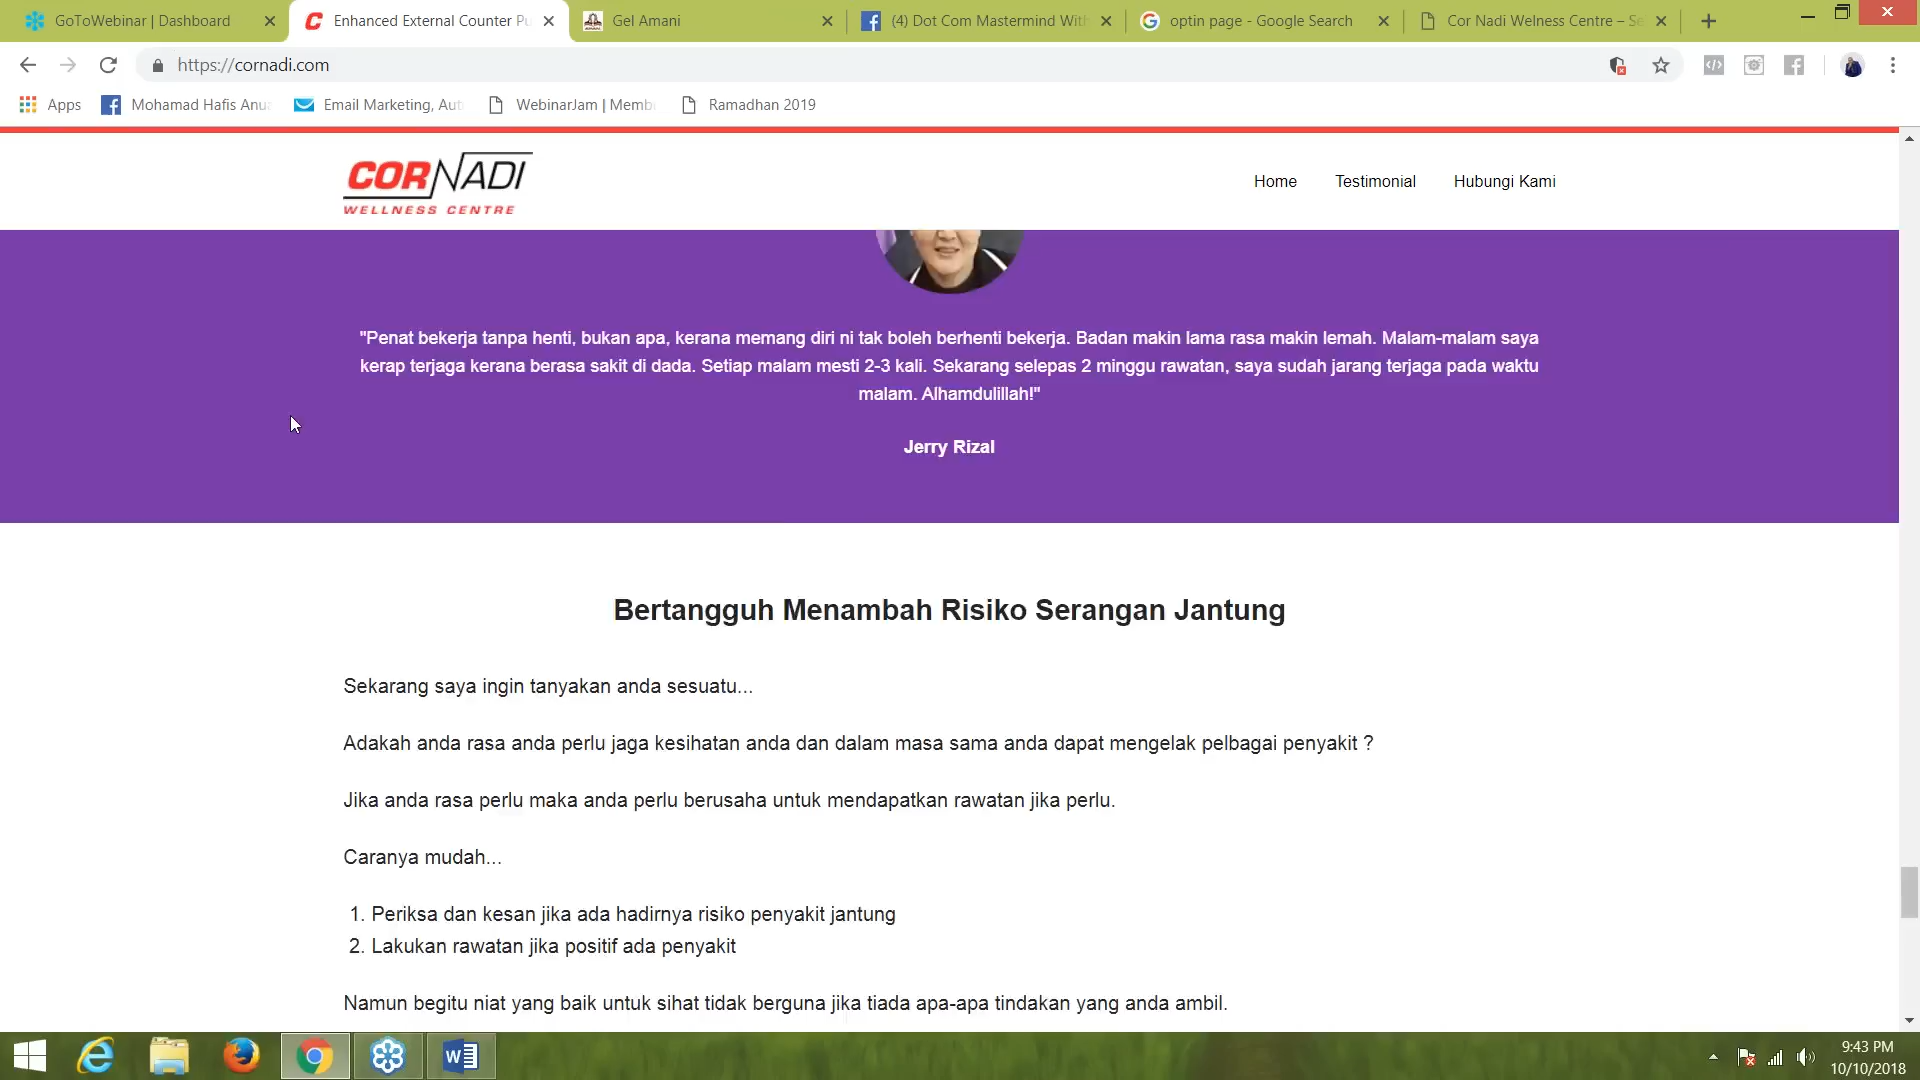 GoToWebinar | Dashboard
Enhanced External Counter Pu
Gel Amani
(4) Dot Com Mastermind With
optin page - Google Search
Cor Nadi Welness Centre – Se
https://cornadi.com
Apps
Mohamad Hafis Anua
Email Marketing, Aut
WebinarJam | Memb
Ramadhan 2019
CORNADI
WELLNESS CENTRE
Home
Testimonial
Hubungi Kami
"Penat bekerja tanpa henti, bukan apa, kerana memang diri ni tak boleh berhenti bekerja. Badan makin lama rasa makin lemah. Malam-malam saya
kerap terjaga kerana berasa sakit di dada. Setiap malam mesti 2-3 kali. Sekarang selepas 2 minggu rawatan, saya sudah jarang terjaga pada waktu
malam. Alhamdulillah!"
Jerry Rizal
Bertangguh Menambah Risiko Serangan Jantung
Sekarang saya ingin tanyakan anda sesuatu...
Adakah anda rasa anda perlu jaga kesihatan anda dan dalam masa sama anda dapat mengelak pelbagai penyakit ?
Jika anda rasa perlu maka anda perlu berusaha untuk mendapatkan rawatan jika perlu.
Caranya mudah...
1. Periksa dan kesan jika ada hadirnya risiko penyakit jantung
2. Lakukan rawatan jika positif ada penyakit
Namun begitu niat yang baik untuk sihat tidak berguna jika tiada apa-apa tindakan yang anda ambil.
9:43 PM
10/10/2018